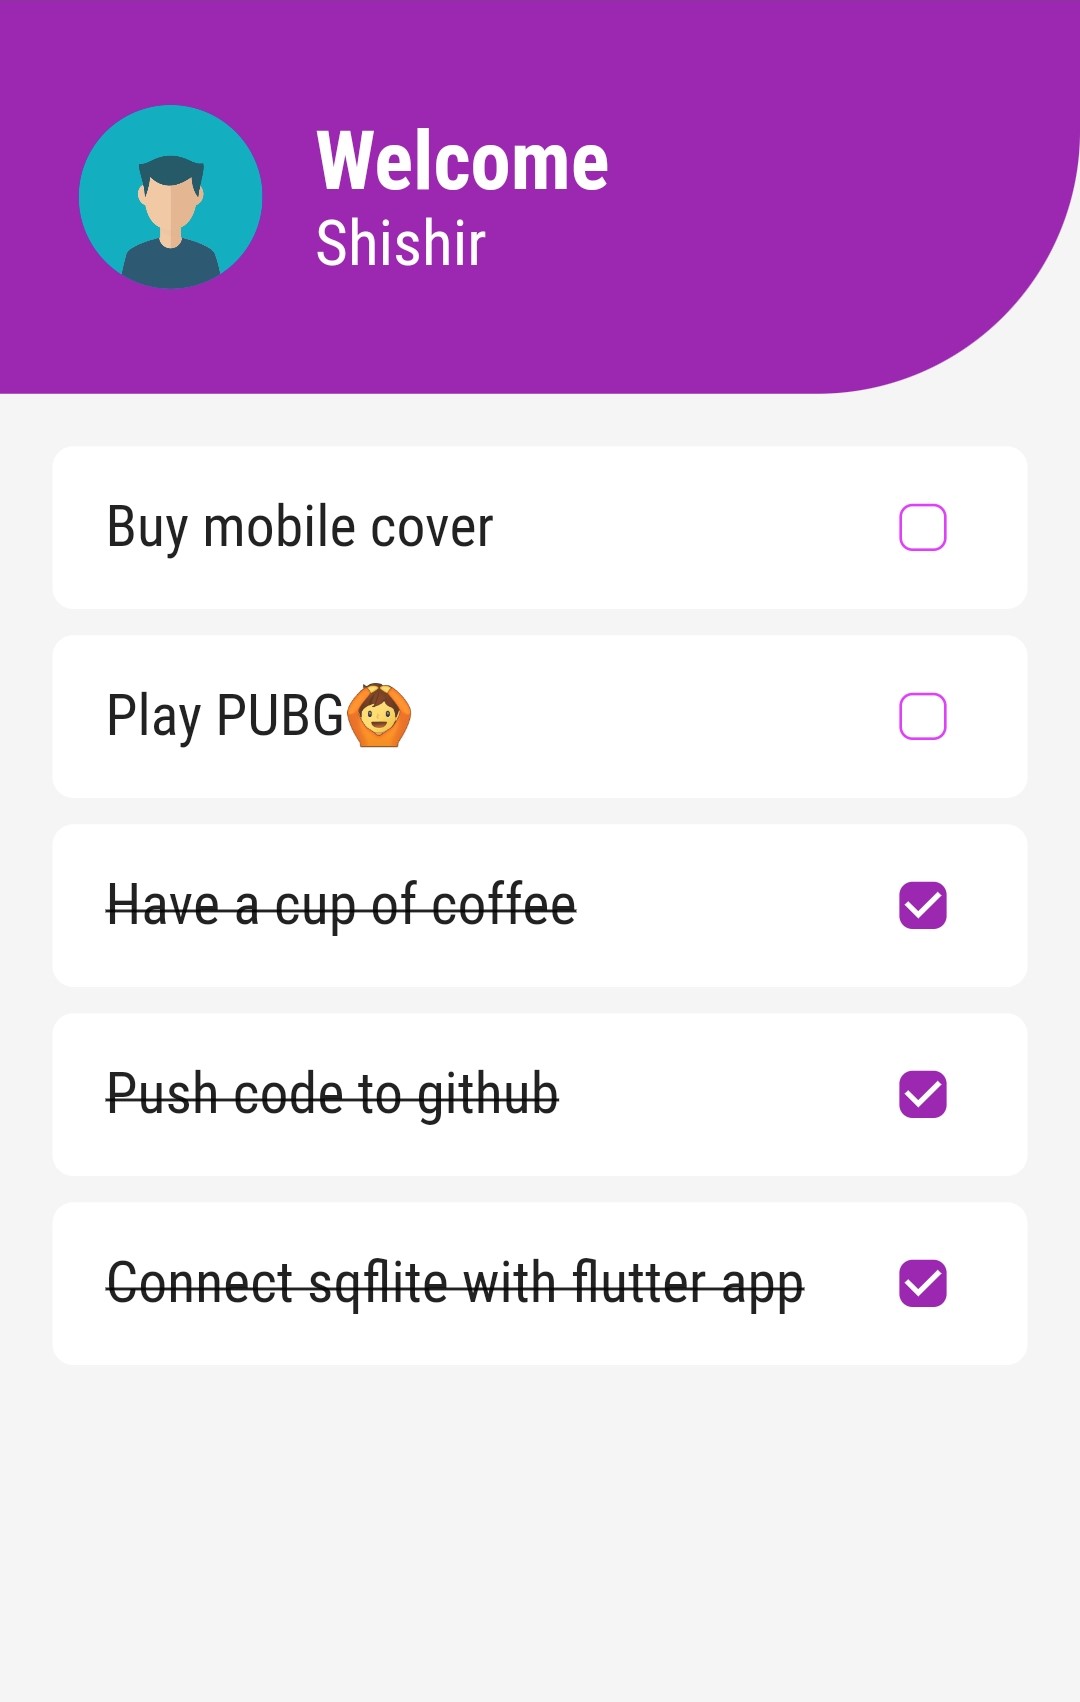 Welcome
Shishir
Buy mobile cover
Play PUBG🙆
Have a cup of coffee
Push code to github
Connect sqflite with flutter app